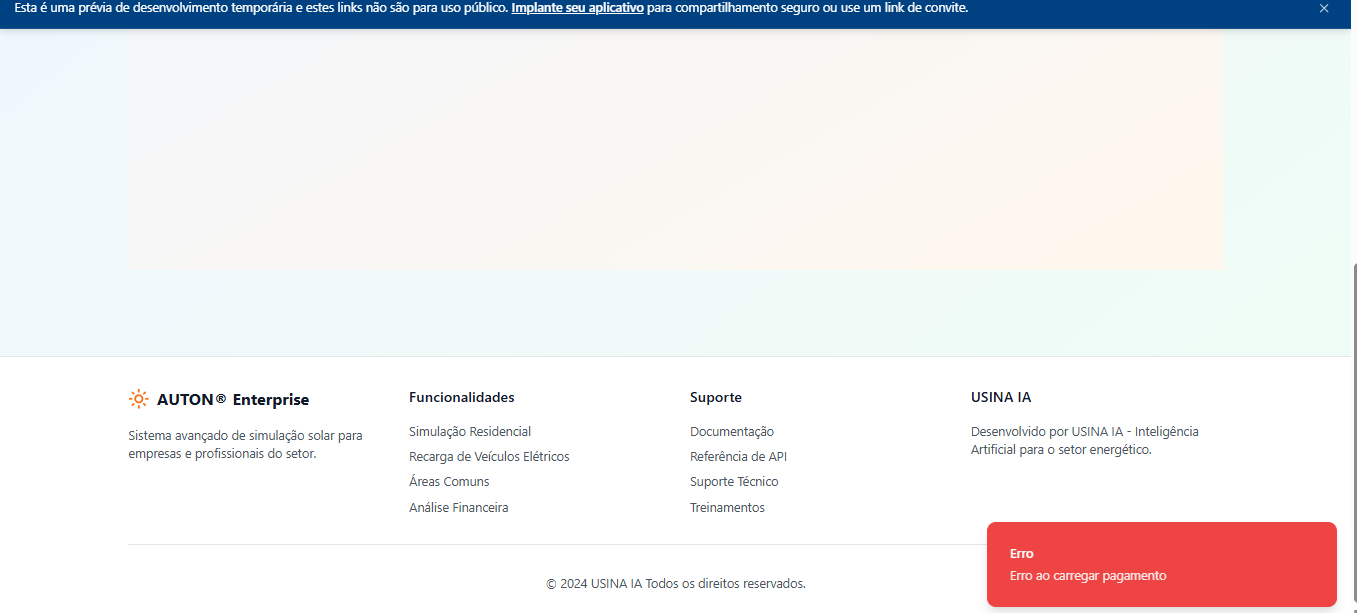 Esta é uma prévia de desenvolvimento temporária e estes links não são para uso público. Implante seu aplicativo para compartilhamento seguro ou use um link de convite.
AUTON® Enterprise
Sistema avançado de simulação solar para
empresas e profissionais do setor.
Funcionalidades
Simulação Residencial
Recarga de Veículos Elétricos
Áreas Comuns
Análise Financeira
Suporte
Documentação
Referência de API
Suporte Técnico
Treinamentos
USINA IA
Desenvolvido por USINA IA - Inteligência
Artificial para o setor energético.
© 2024 USINA IA Todos os direitos reservados.
Erro
Erro ao carregar pagamento